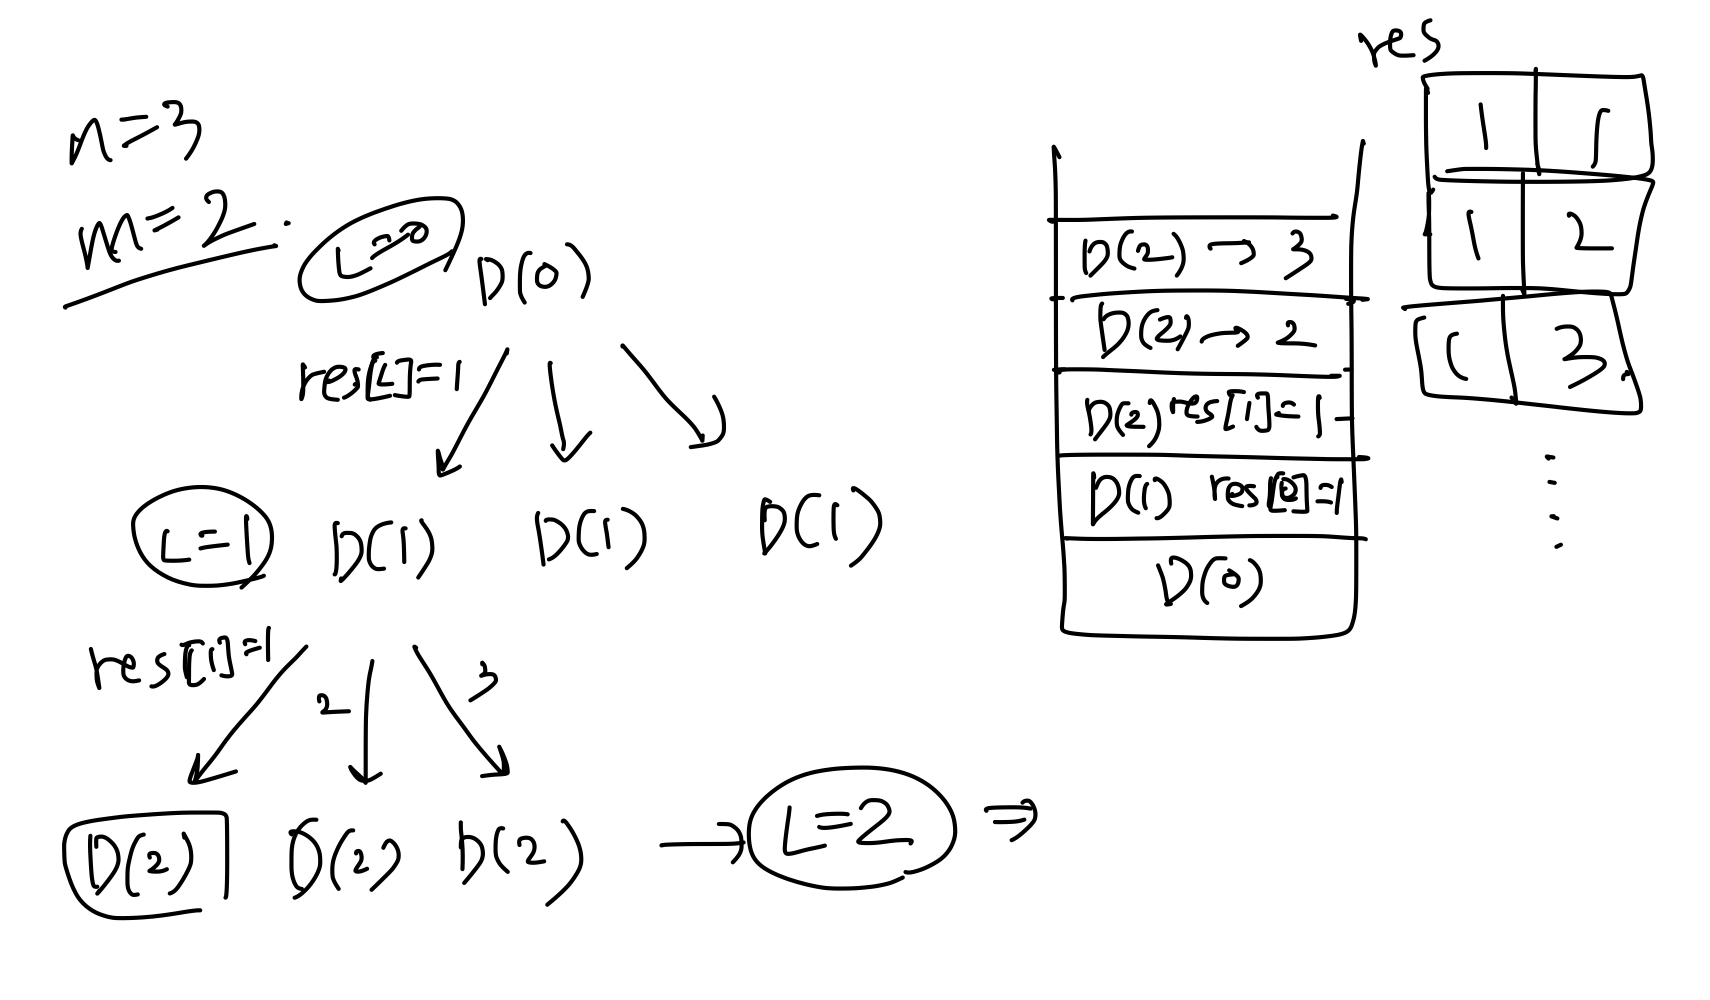 n=3
m=2.
L=0 D(0)
res[L]=1
L=1 D(1) D(1) D(1)
res[1]=1 2 3
D(2) D(2) D(2) → L=2 ⇒
D(2) → 3
D(2) → 2
D(2) res[1]=1
D(1) res[0]=1
D(0)
res
1 1
1 2
1 3